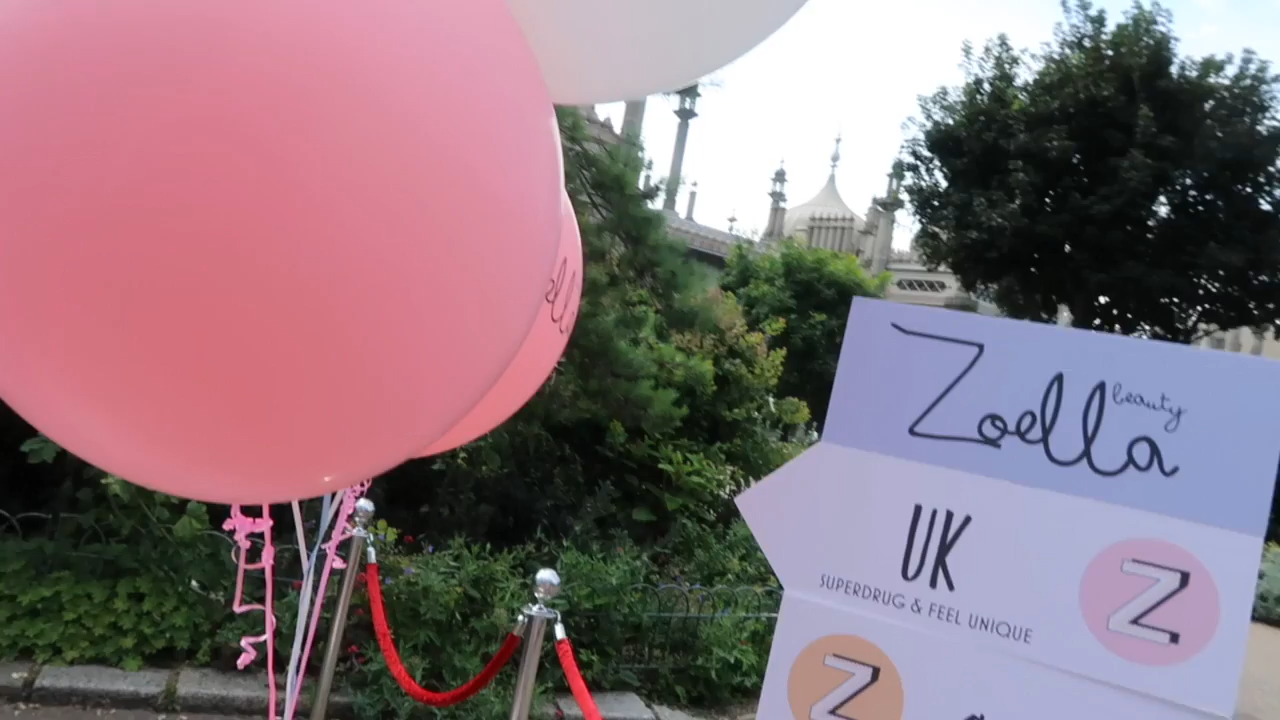 Zoella
beauty
UK
SUPERDRUG & FEEL UNIQUE
Z
Z